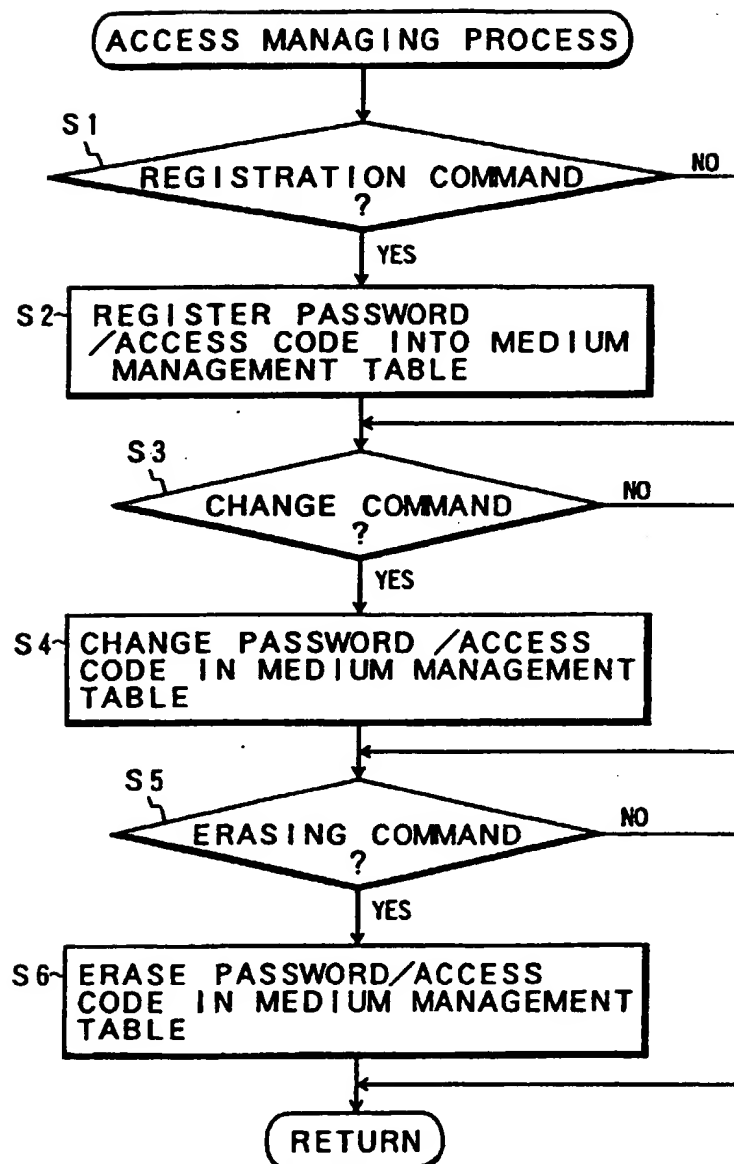 ACCESS MANAGING PROCESS
S1
REGISTRATION COMMAND
?
NO
YES
S2
REGISTER PASSWORD
/ACCESS CODE INTO MEDIUM
MANAGEMENT TABLE
S3
CHANGE COMMAND
?
NO
YES
S4
CHANGE PASSWORD /ACCESS
CODE IN MEDIUM MANAGEMENT
TABLE
S5
ERASING COMMAND
?
NO
YES
S6
ERASE PASSWORD/ACCESS
CODE IN MEDIUM MANAGEMENT
TABLE
RETURN